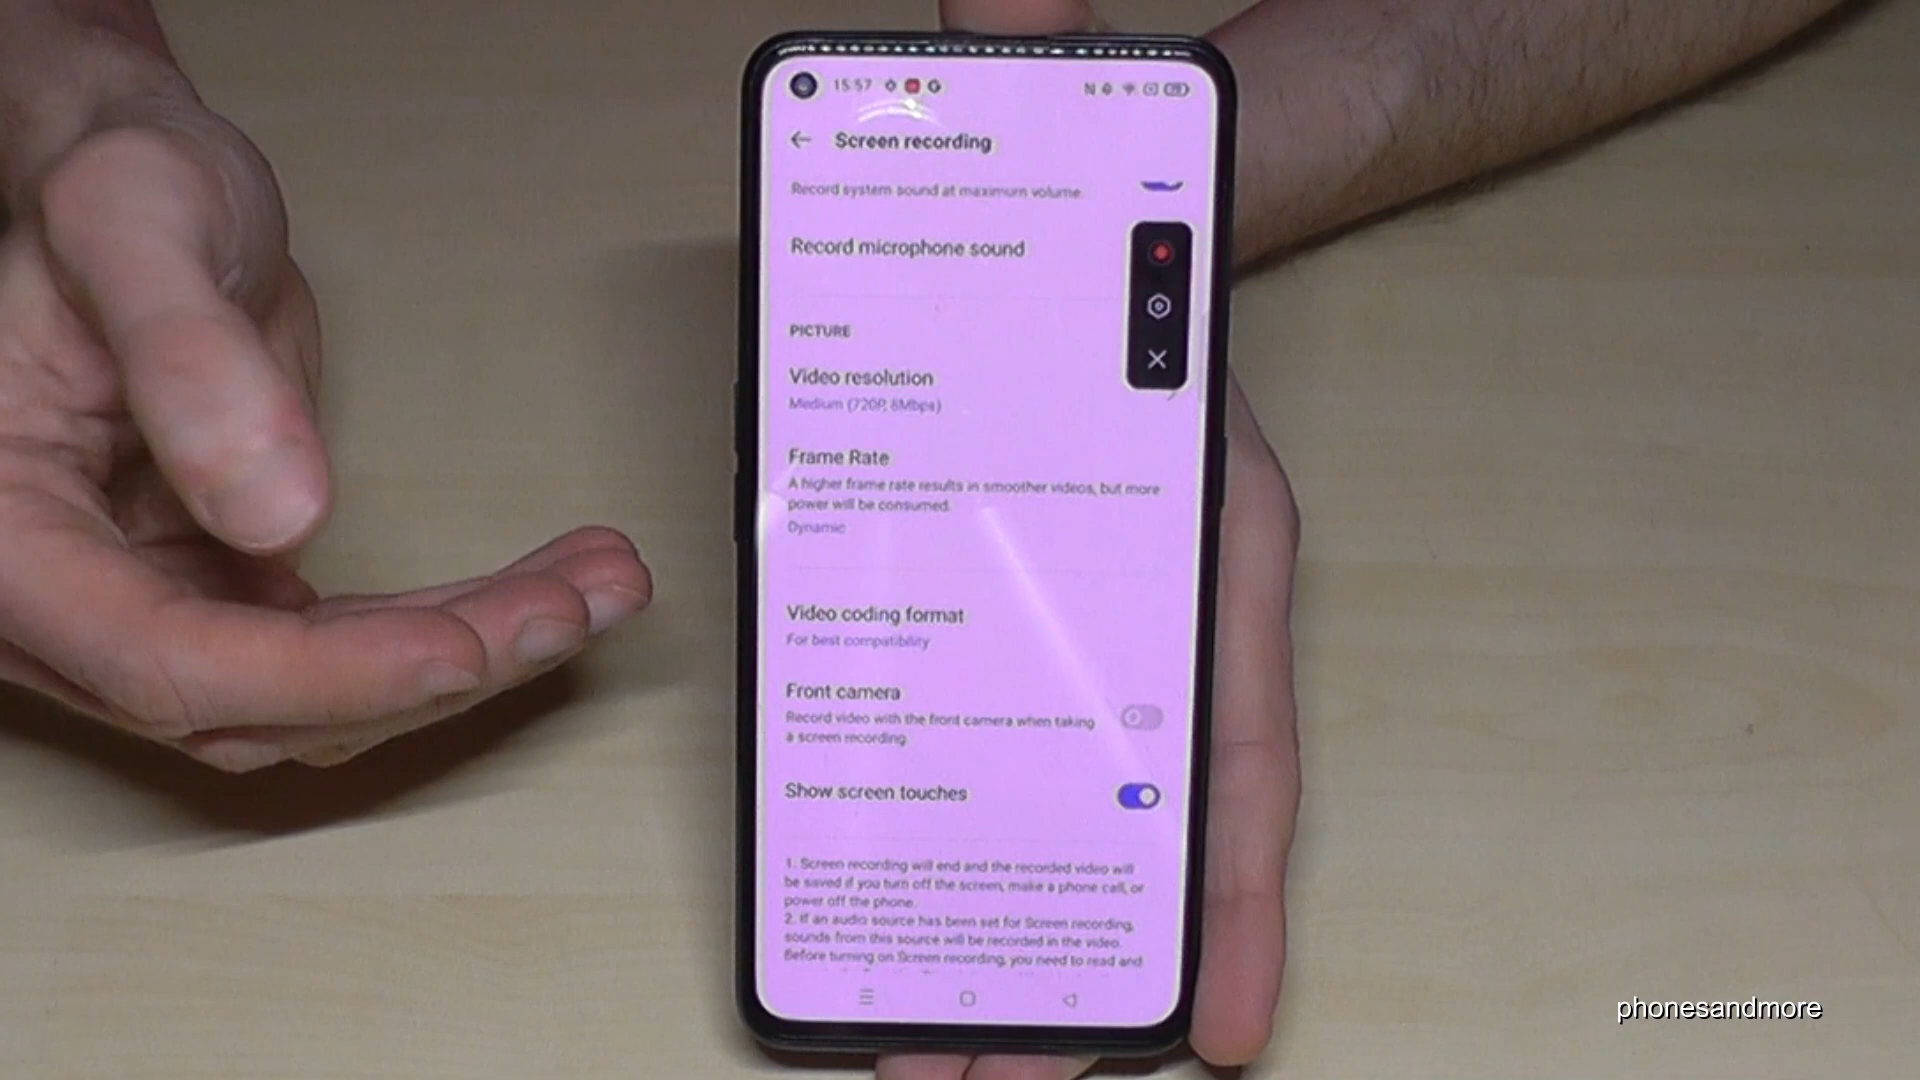 15:57
Screen recording
Record system sound at maximum volume.
Record microphone sound
PICTURE
Video resolution
Medium (720P, 8Mbps)
Frame Rate
A higher frame rate results in smoother videos, but more
power will be consumed.
Dynamic
Video coding format
For best compatibility
Front camera
Record video with the front camera when taking
a screen recording
Show screen touches
1. Screen recording will end and the recorded video will
be saved if you turn off the screen, make a phone call, or
power off the phone.
2. If an audio source has been set for Screen recording,
sounds from this source will be recorded in the video.
Before turning on Screen recording, you need to read and
phonesandmore